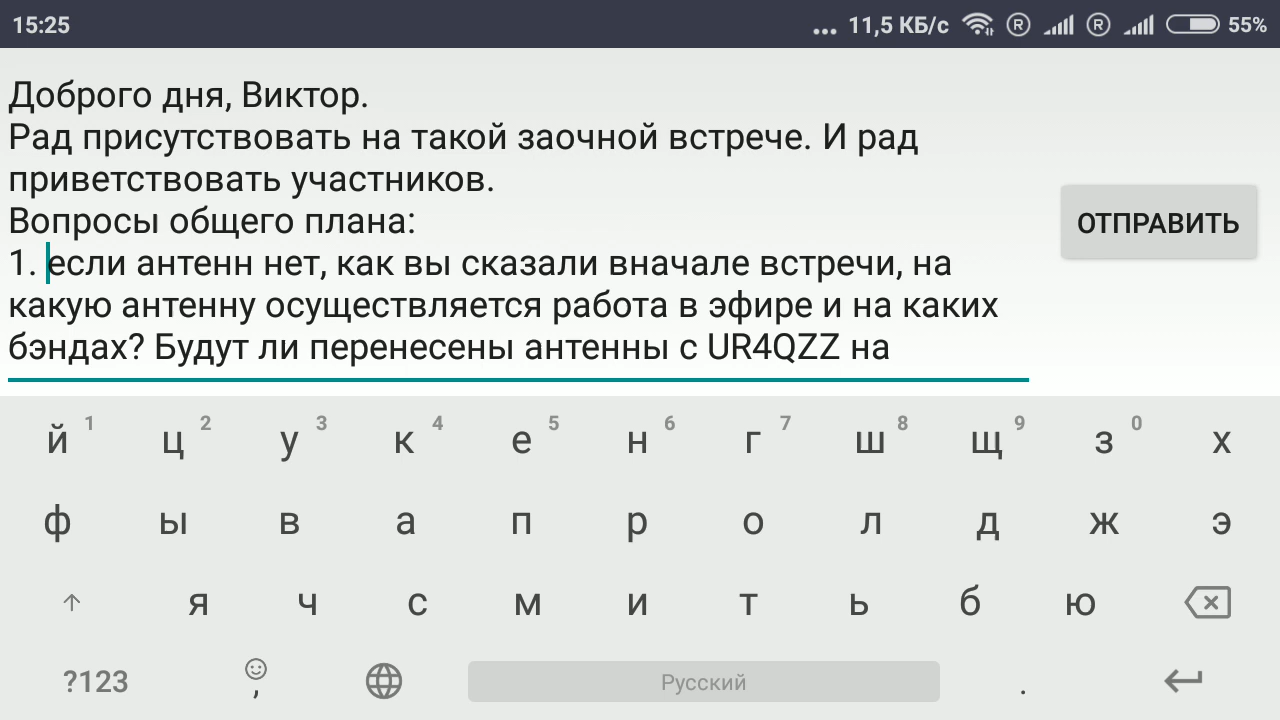 15:25 ... 11,5 КБ/с R R 55%
Доброго дня, Виктор.
Рад присутствовать на такой заочной встрече. И рад
приветствовать участников.
Вопросы общего плана:
1. если антенн нет, как вы сказали вначале встречи, на
какую антенну осуществляется работа в эфире и на каких
бэндах? Будут ли перенесены антенны с UR4QZZ на
ОТПРАВИТЬ
й 1 ц 2 у 3 к 4 е 5 н 6 г 7 ш 8 щ 9 з 0 х
ф ы в а п р о л д ж э
я ч с м и т ь б ю
?123 , Русский .